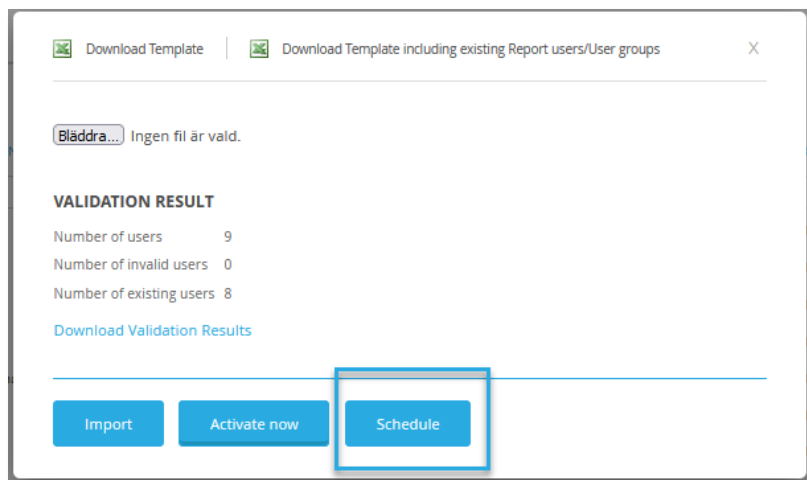 Download Template Download Template including existing Report users/User groups X
Bläddra... Ingen fil är vald.
VALIDATION RESULT
Number of users 9
Number of invalid users 0
Number of existing users 8
Download Validation Results
Import Activate now Schedule